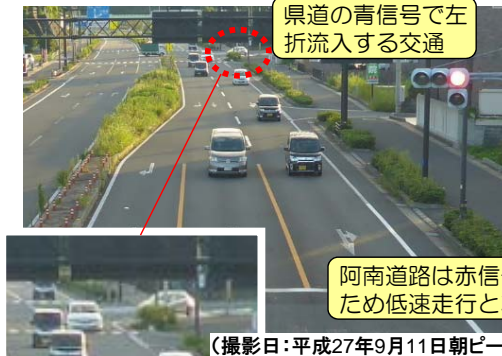 県道の青信号で左
折流入する交通
阿南道路は赤信
ため低速走行と
（撮影日：平成27年9月11日朝ピー